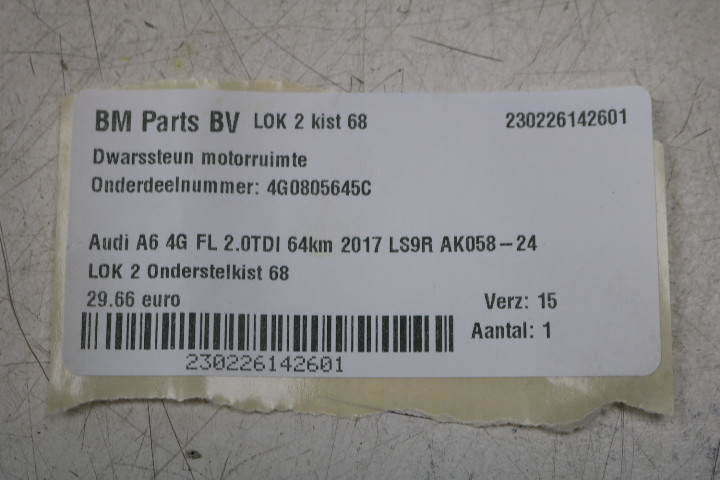 BM Parts BV LOK 2 kist 68 230226142601
Dwarssteun motorruimte
Onderdeelnummer: 4G0805645C
Audi A6 4G FL 2.0TDI 64km 2017 LS9R AK058-24
LOK 2 Onderstelkist 68
29.66 euro Verz: 15
Aantal: 1
230226142601